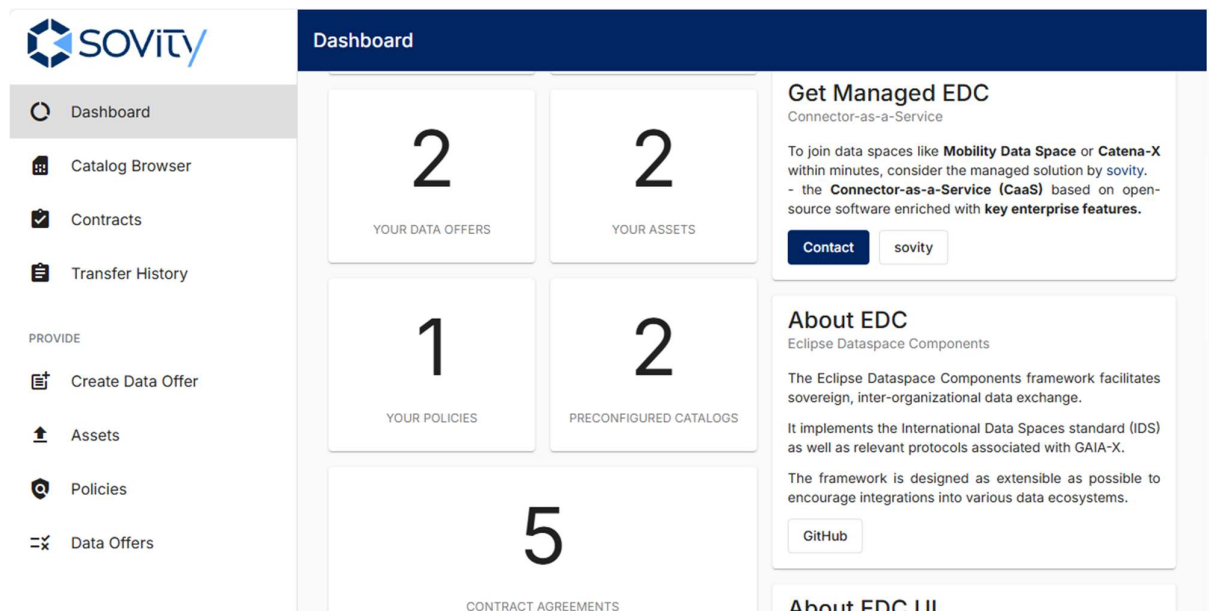 sovity
Dashboard
Dashboard
Catalog Browser
Contracts
Transfer History
PROVIDE
Create Data Offer
Assets
Policies
Data Offers
2
YOUR DATA OFFERS
2
YOUR ASSETS
1
YOUR POLICIES
2
PRECONFIGURED CATALOGS
5
CONTRACT AGREEMENTS
Get Managed EDC
Connector-as-a-Service
To join data spaces like Mobility Data Space or Catena-X
within minutes, consider the managed solution by sovity.
- the Connector-as-a-Service (CaaS) based on open-
source software enriched with key enterprise features.
Contact
sovity
About EDC
Eclipse Dataspace Components
The Eclipse Dataspace Components framework facilitates
sovereign, inter-organizational data exchange.
It implements the International Data Spaces standard (IDS)
as well as relevant protocols associated with GAIA-X.
The framework is designed as extensible as possible to
encourage integrations into various data ecosystems.
GitHub
About EDC UI